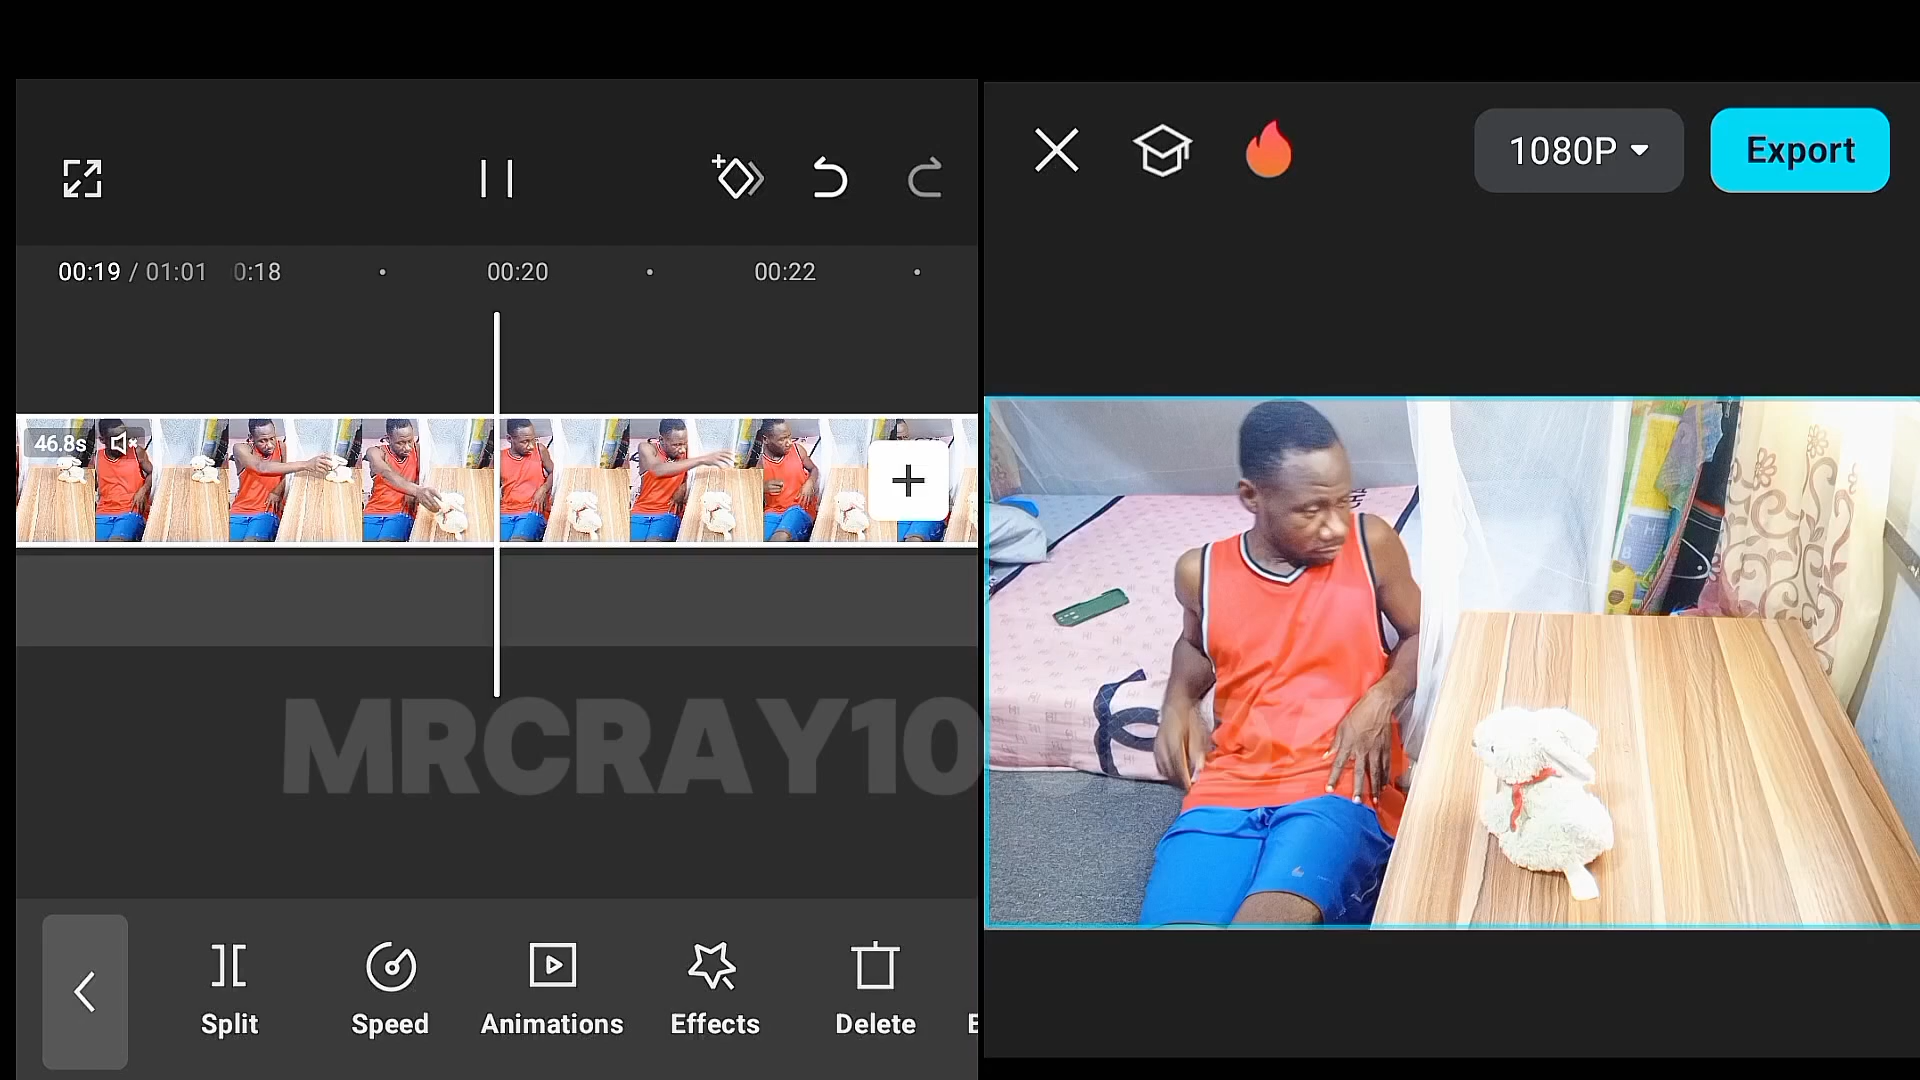 1080P
Export
00:19 / 01:01 0:18 00:20 00:22
46.8s
MRCRAY10
Split Speed Animations Effects Delete